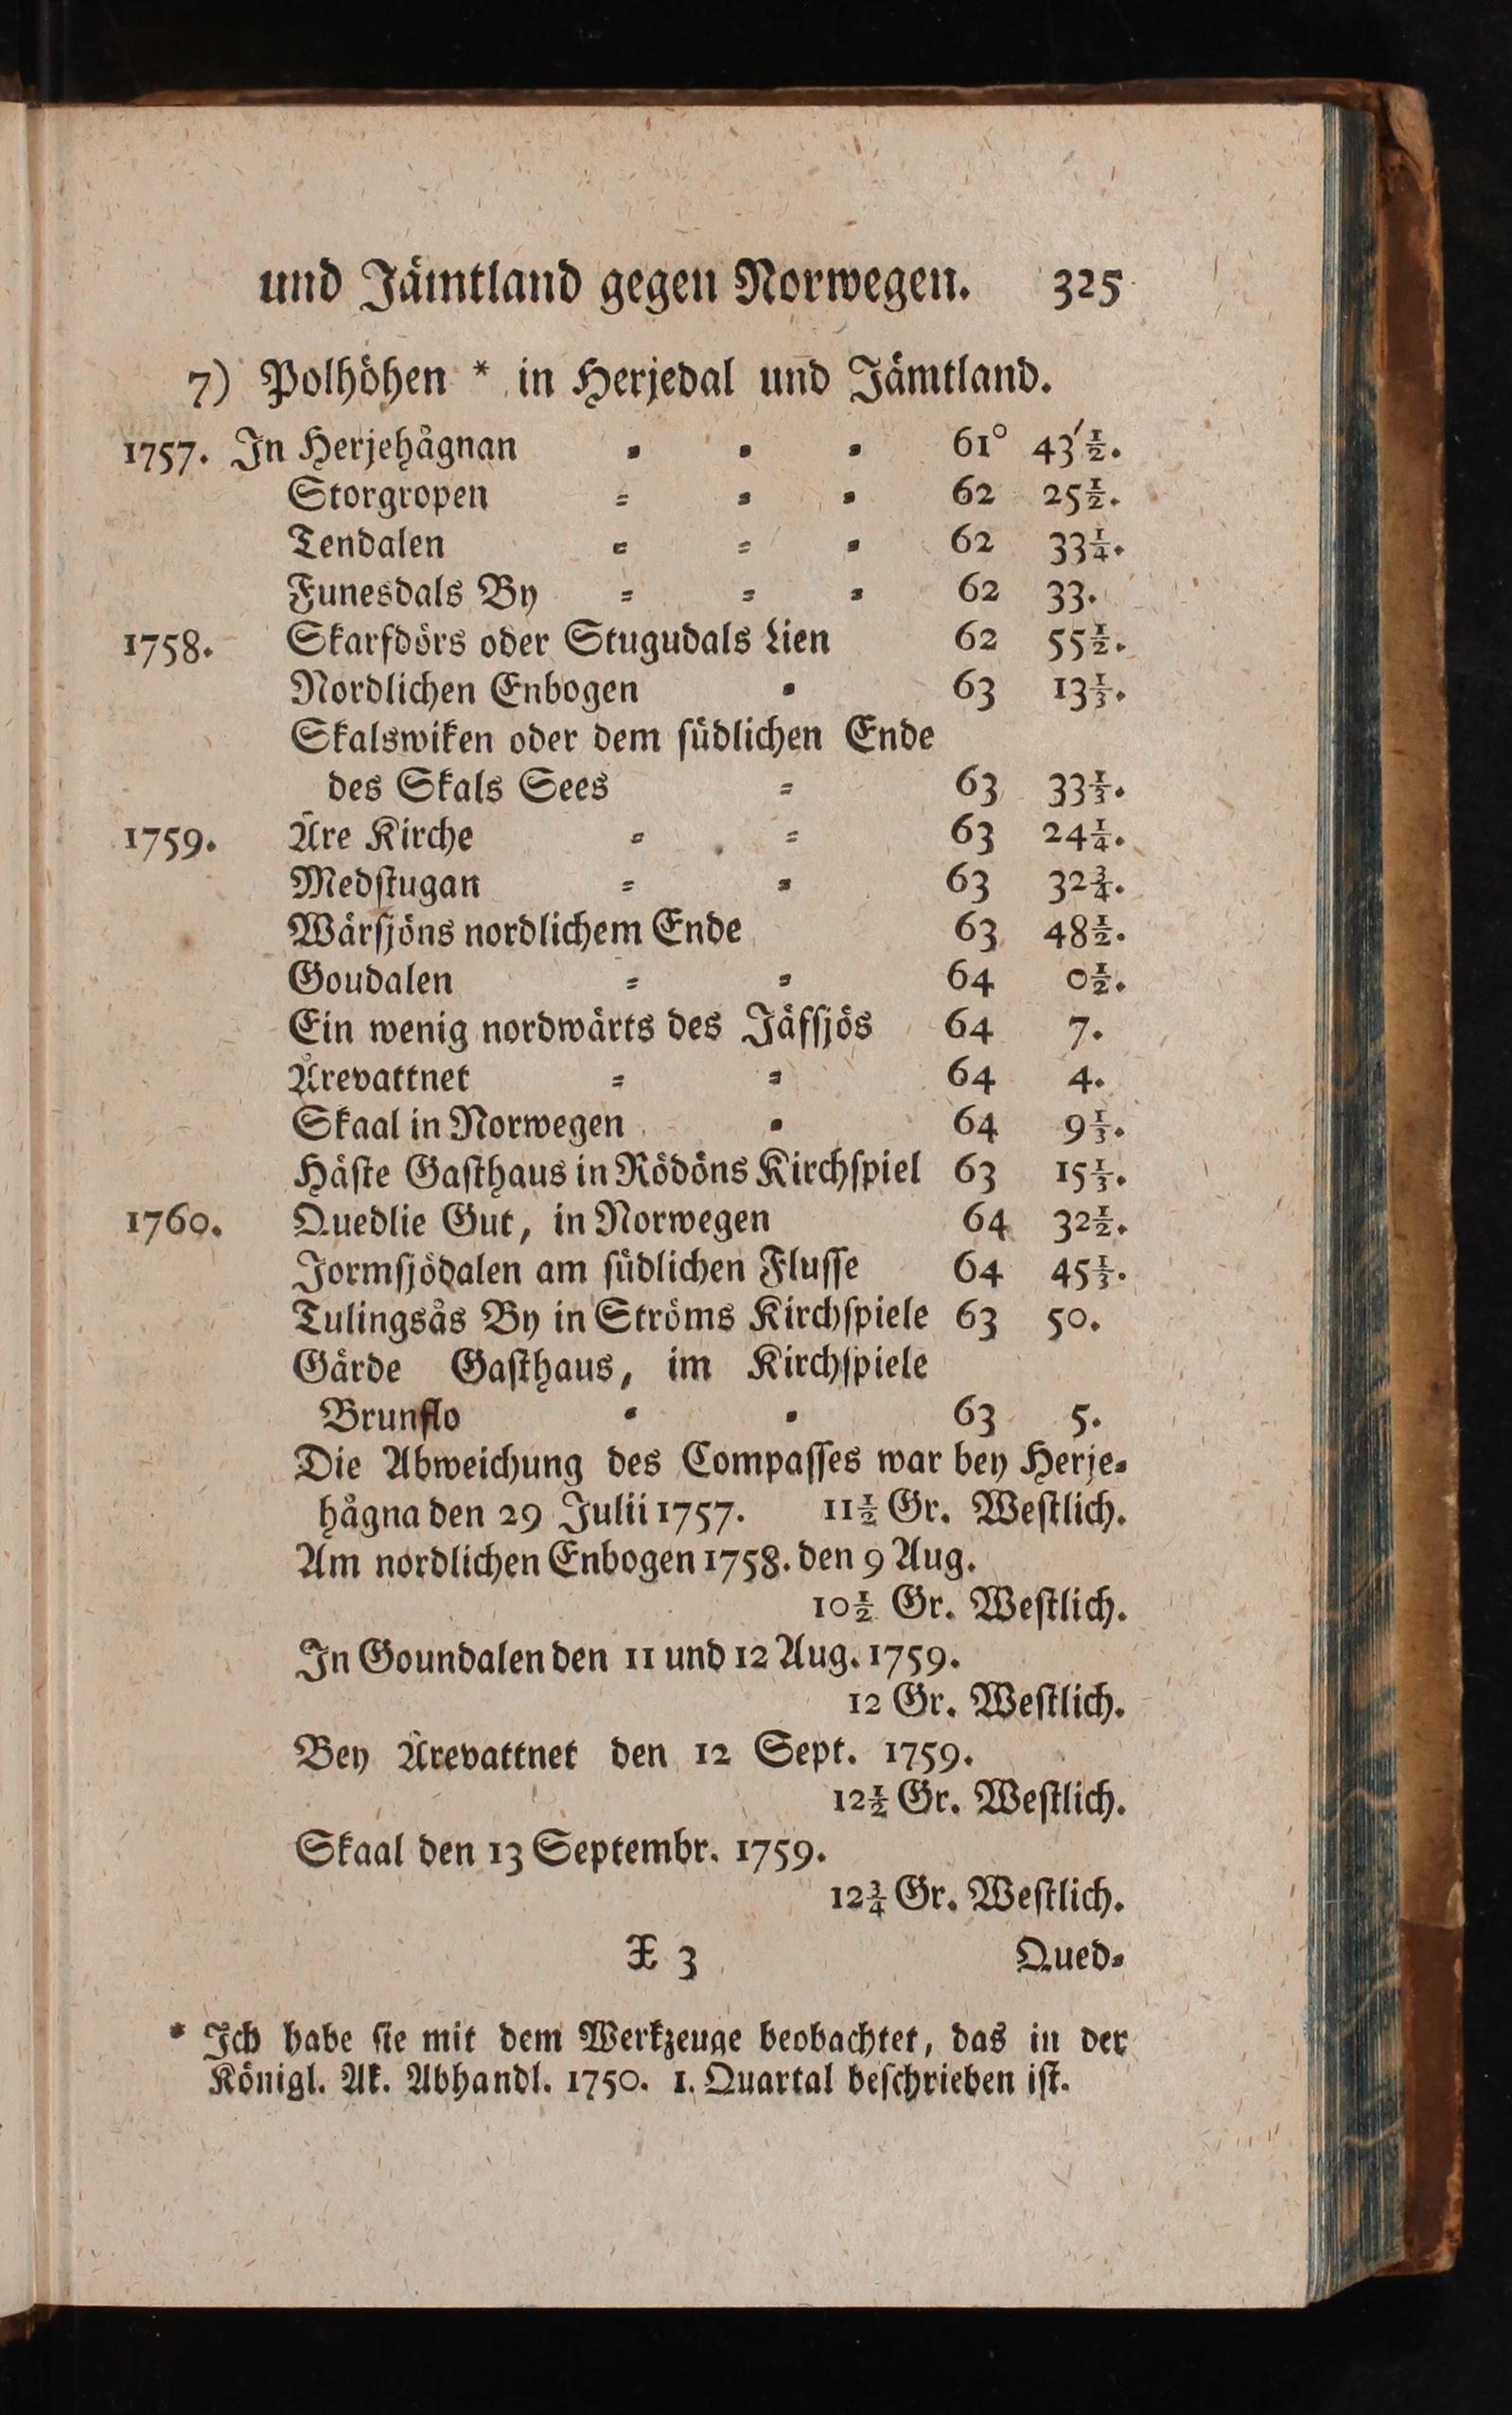 und Jämtland gegen Norwegen. 325
7) Polhöhen * in Herjedal und Jämtland.
1757. In Herjehågnan = = = 61° 43′½.
Storgropen = = = 62 25½.
Tendalen = = = 62 33¼.
Funesdals By = = = 62 33.
1758. Skarfdörs oder Stugudals Lien 62 55½.
Nordlichen Enbogen = 63 13⅓.
Skalswiken oder dem ſüdlichen Ende
des Skals Sees = 63 33⅓.
1759. Åre Kirche = = 63 24¼.
Medſtugan = = 63 32¾.
Wärſjöns nordlichem Ende 63 48½.
Goudalen = = 64 0½.
Ein wenig nordwärts des Jäfſjös 64 7.
Årevattnet = = 64 4.
Skaal in Norwegen = 64 9⅓.
Häſte Gaſthaus in Rödöns Kirchſpiel 63 15⅓.
1760. Quedlie Gut, in Norwegen 64 32½.
Jormſjödalen am ſüdlichen Fluſſe 64 45⅓.
Tulingsås By in Ströms Kirchſpiele 63 50.
Gärde Gaſthaus, im Kirchſpiele
Brunflo = = 63 5.
Die Abweichung des Compaſſes war bey Herje=
hågna den 29 Julii 1757. 11½ Gr. Weſtlich.
Am nordlichen Enbogen 1758. den 9 Aug.
10½ Gr. Weſtlich.
In Goundalen den 11 und 12 Aug. 1759.
12 Gr. Weſtlich.
Bey Årevattnet den 12 Sept. 1759.
12½ Gr. Weſtlich.
Skaal den 13 Septembr. 1759.
12¾ Gr. Weſtlich.
X 3 Qued=
* Ich habe ſie mit dem Werkzeuge beobachtet, das in der
Königl. Ak. Abhandl. 1750. 1. Quartal beſchrieben iſt.